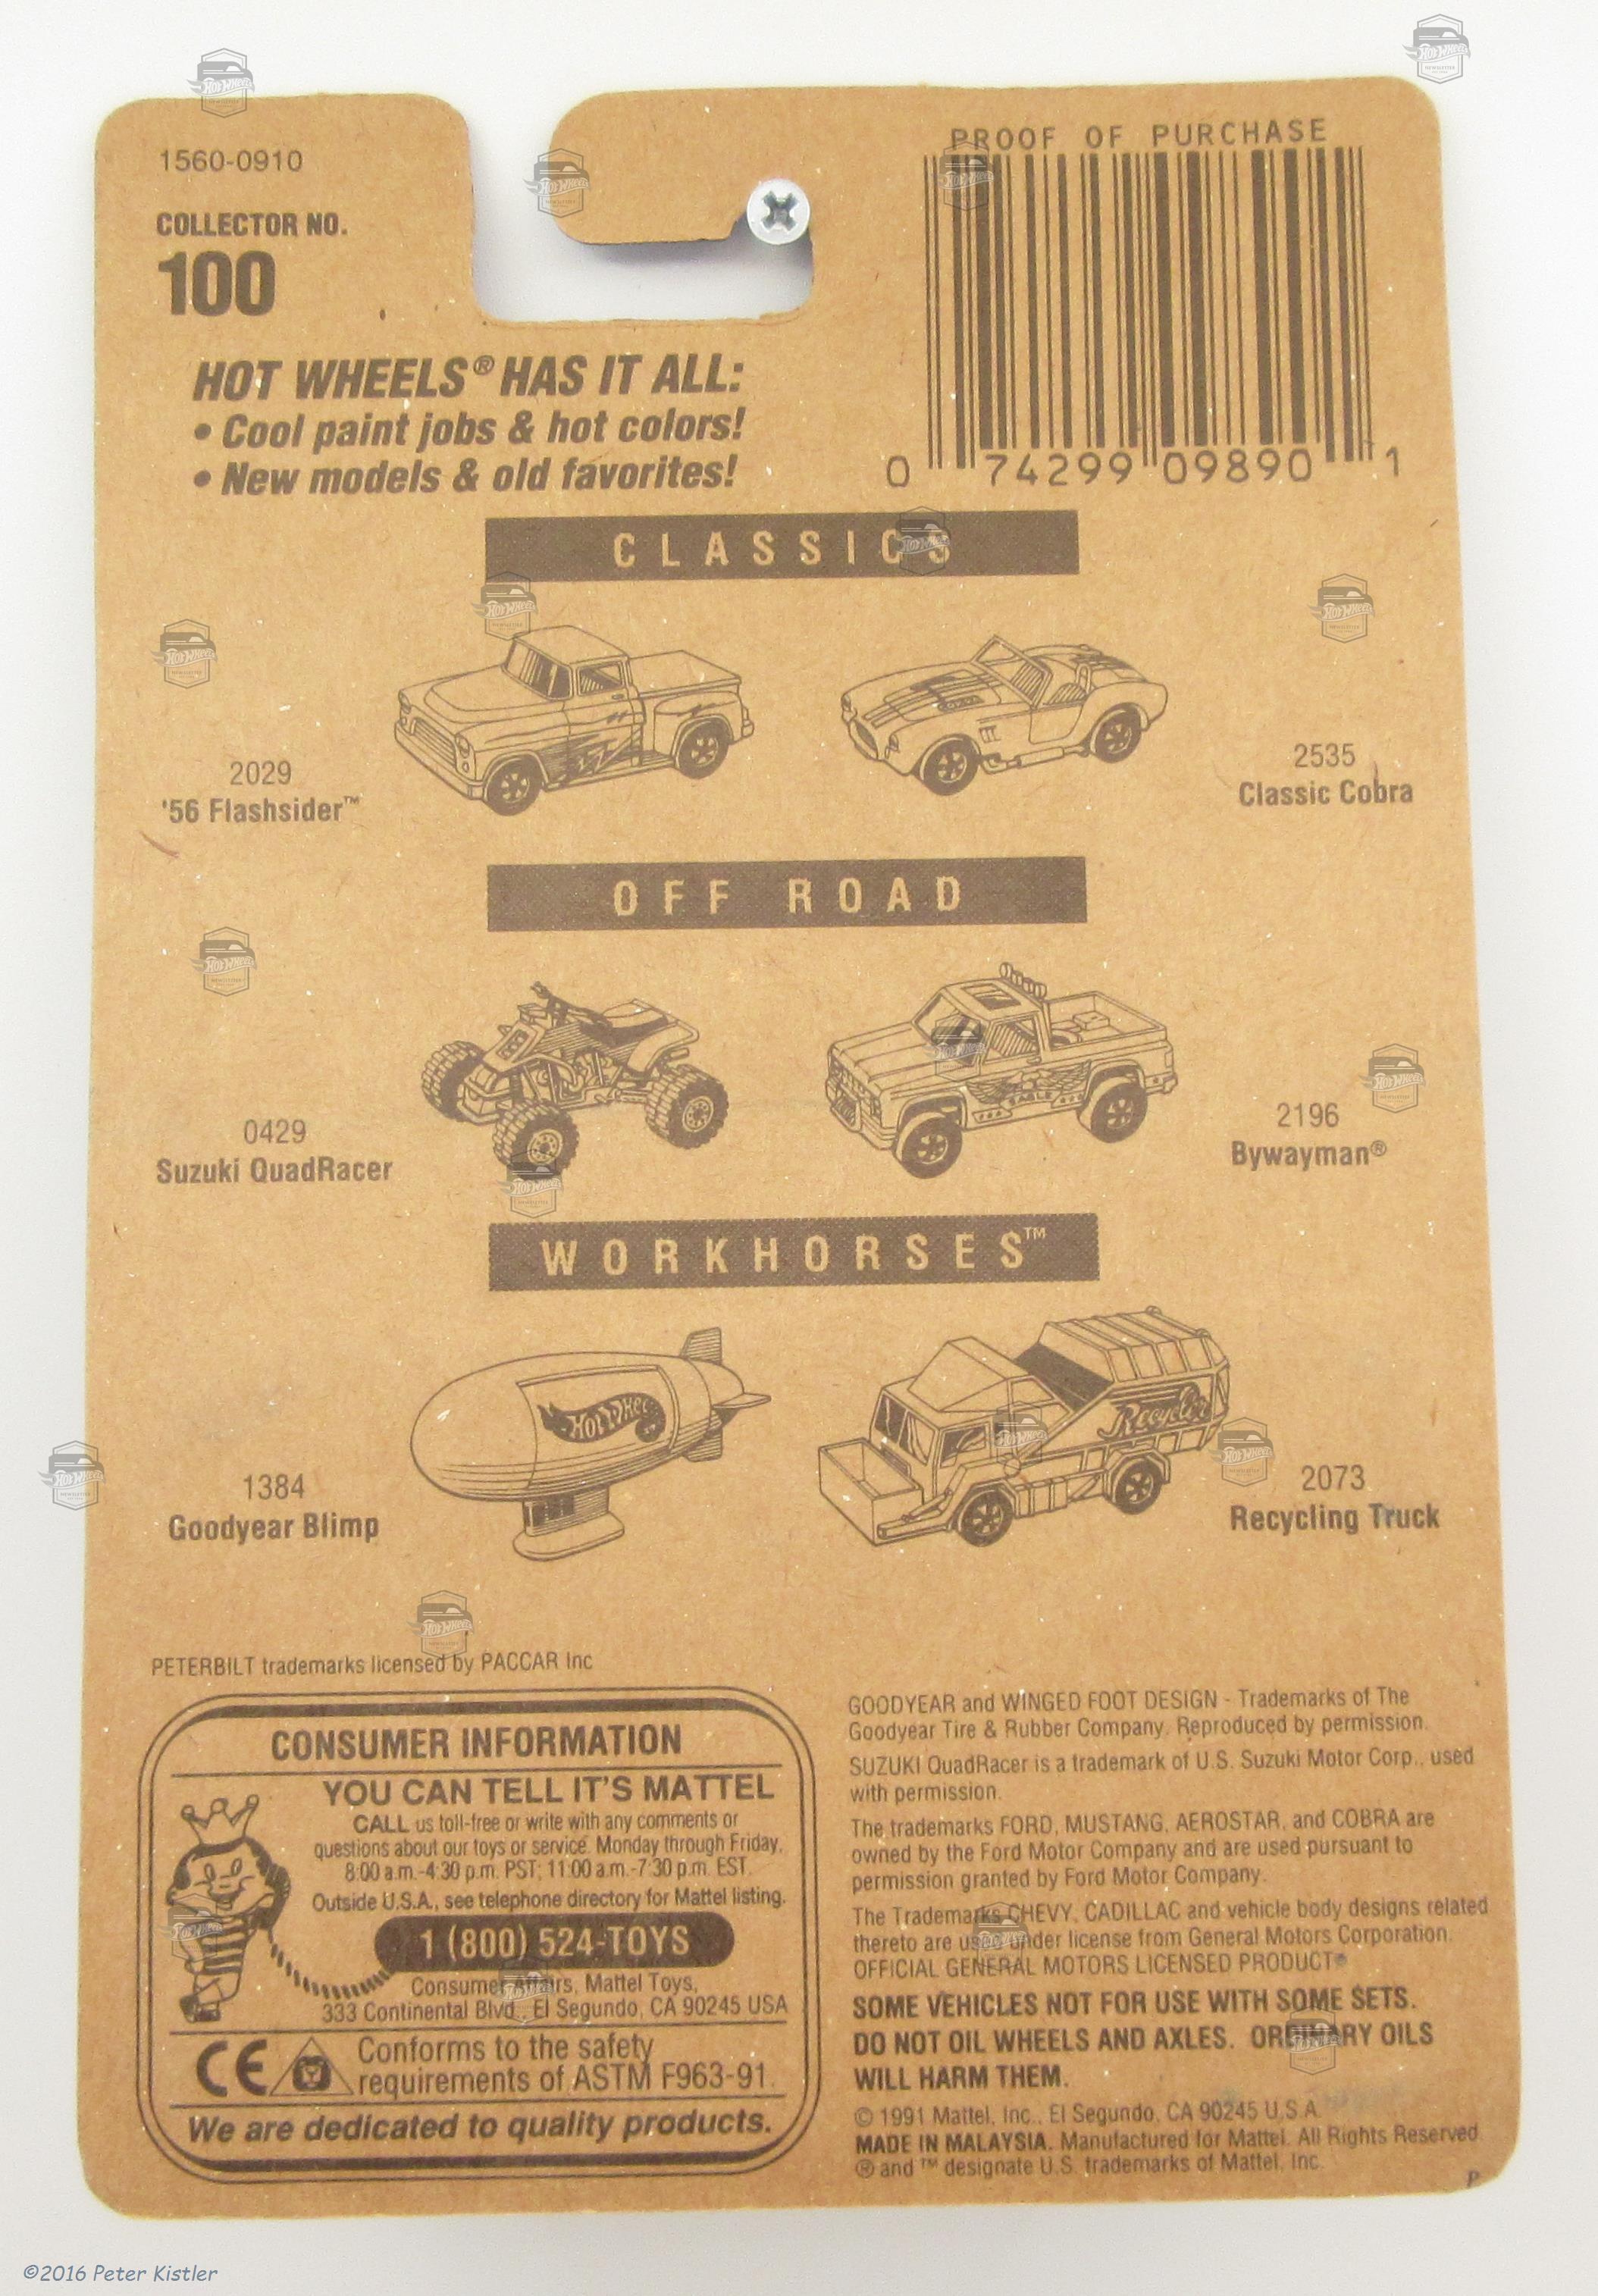 1560-0910
COLLECTOR NO.
100
PROOF OF PURCHASE
0 74299 09890 1
HOT WHEELS® HAS IT ALL:
• Cool paint jobs & hot colors!
• New models & old favorites!
CLASSICS
2029
'56 Flashsider™
2535
Classic Cobra
OFF ROAD
0429
Suzuki QuadRacer
EAGLE
2196
Bywayman®
WORKHORSES™
Hot Wheels
1384
Goodyear Blimp
Recycler
2073
Recycling Truck
PETERBILT trademarks licensed by PACCAR Inc
CONSUMER INFORMATION
YOU CAN TELL IT'S MATTEL
CALL us toll-free or write with any comments or
questions about our toys or service. Monday through Friday,
8:00 a.m.-4:30 p.m. PST; 11:00 a.m.-7:30 p.m. EST.
Outside U.S.A., see telephone directory for Mattel listing.
1 (800) 524-TOYS
Consumer Affairs, Mattel Toys,
333 Continental Blvd., El Segundo, CA 90245 USA
CE
Conforms to the safety
requirements of ASTM F963-91.
We are dedicated to quality products.
GOODYEAR and WINGED FOOT DESIGN - Trademarks of The
Goodyear Tire & Rubber Company. Reproduced by permission.
SUZUKI QuadRacer is a trademark of U.S. Suzuki Motor Corp., used
with permission.
The trademarks FORD, MUSTANG, AEROSTAR, and COBRA are
owned by the Ford Motor Company and are used pursuant to
permission granted by Ford Motor Company.
The Trademarks CHEVY, CADILLAC and vehicle body designs related
thereto are used under license from General Motors Corporation.
OFFICIAL GENERAL MOTORS LICENSED PRODUCT®
SOME VEHICLES NOT FOR USE WITH SOME SETS.
DO NOT OIL WHEELS AND AXLES. ORDINARY OILS
WILL HARM THEM.
© 1991 Mattel, Inc., El Segundo, CA 90245 U.S.A.
MADE IN MALAYSIA. Manufactured for Mattel. All Rights Reserved.
® and ™ designate U.S. trademarks of Mattel, Inc.
P
©2016 Peter Kistler